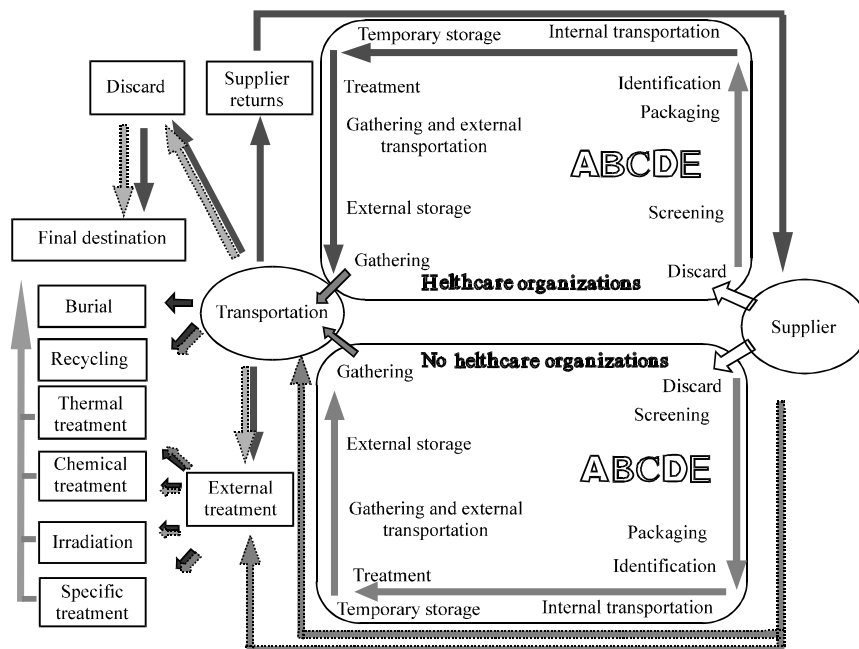 Temporary storage
Internal transportation
Discard
Supplier
returns
Treatment
Identification
Packaging
Gathering and external
transportation
ABCDE
External storage
Screening
Final destination
Gathering
Discard
Helthcare organizations
Burial
Transportation
Supplier
Recycling
No helthcare organizations
Gathering
Discard
Thermal
treatment
Screening
External storage
Chemical
treatment
ABCDE
External
treatment
Gathering and external
transportation
Packaging
Irradiation
Identification
Treatment
Specific
treatment
Temporary storage
Internal transportation